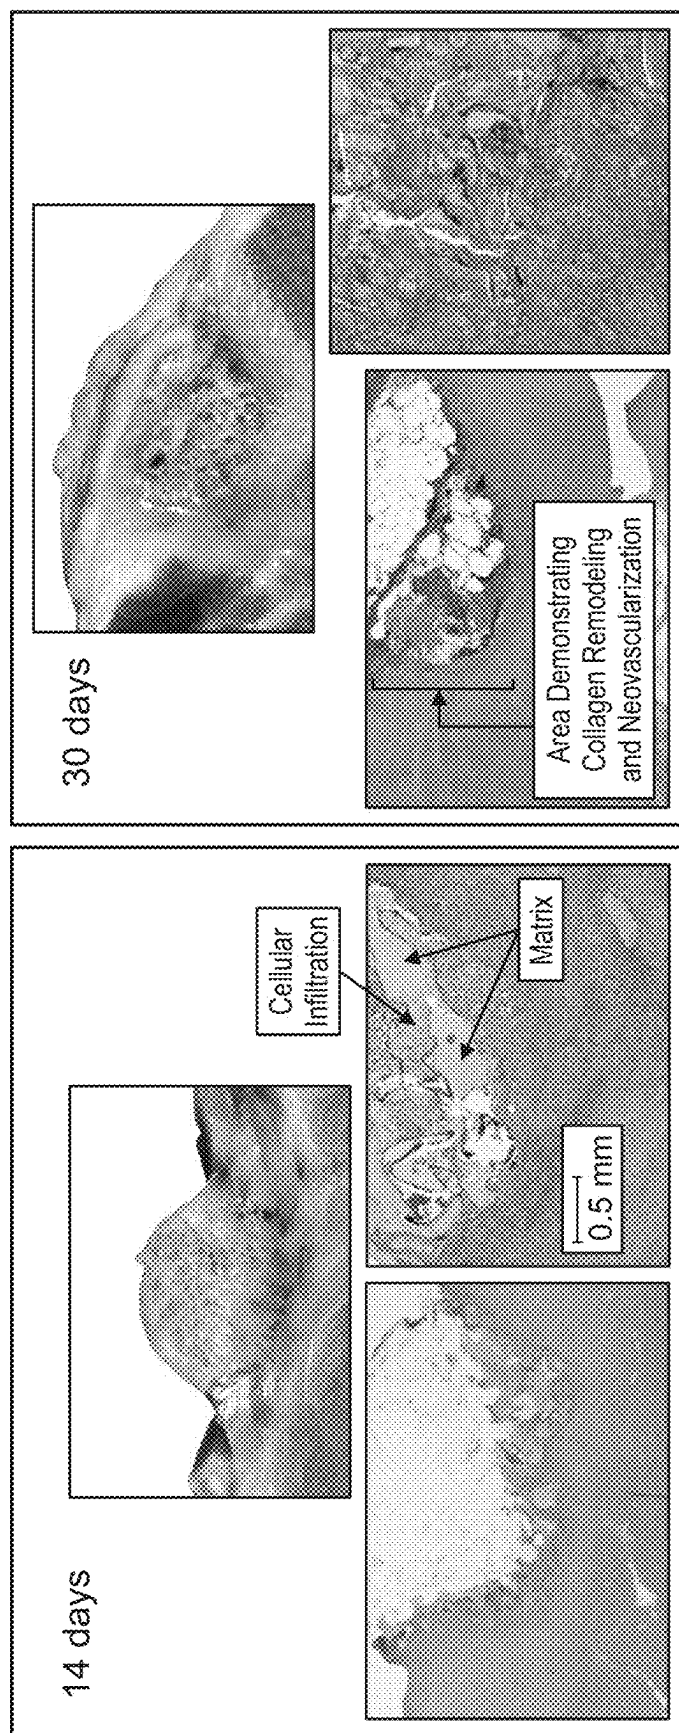 14 days
Cellular
Infiltration
Matrix
0.5 mm
30 days
Area Demonstrating
Collagen Remodeling
and Neovascularization